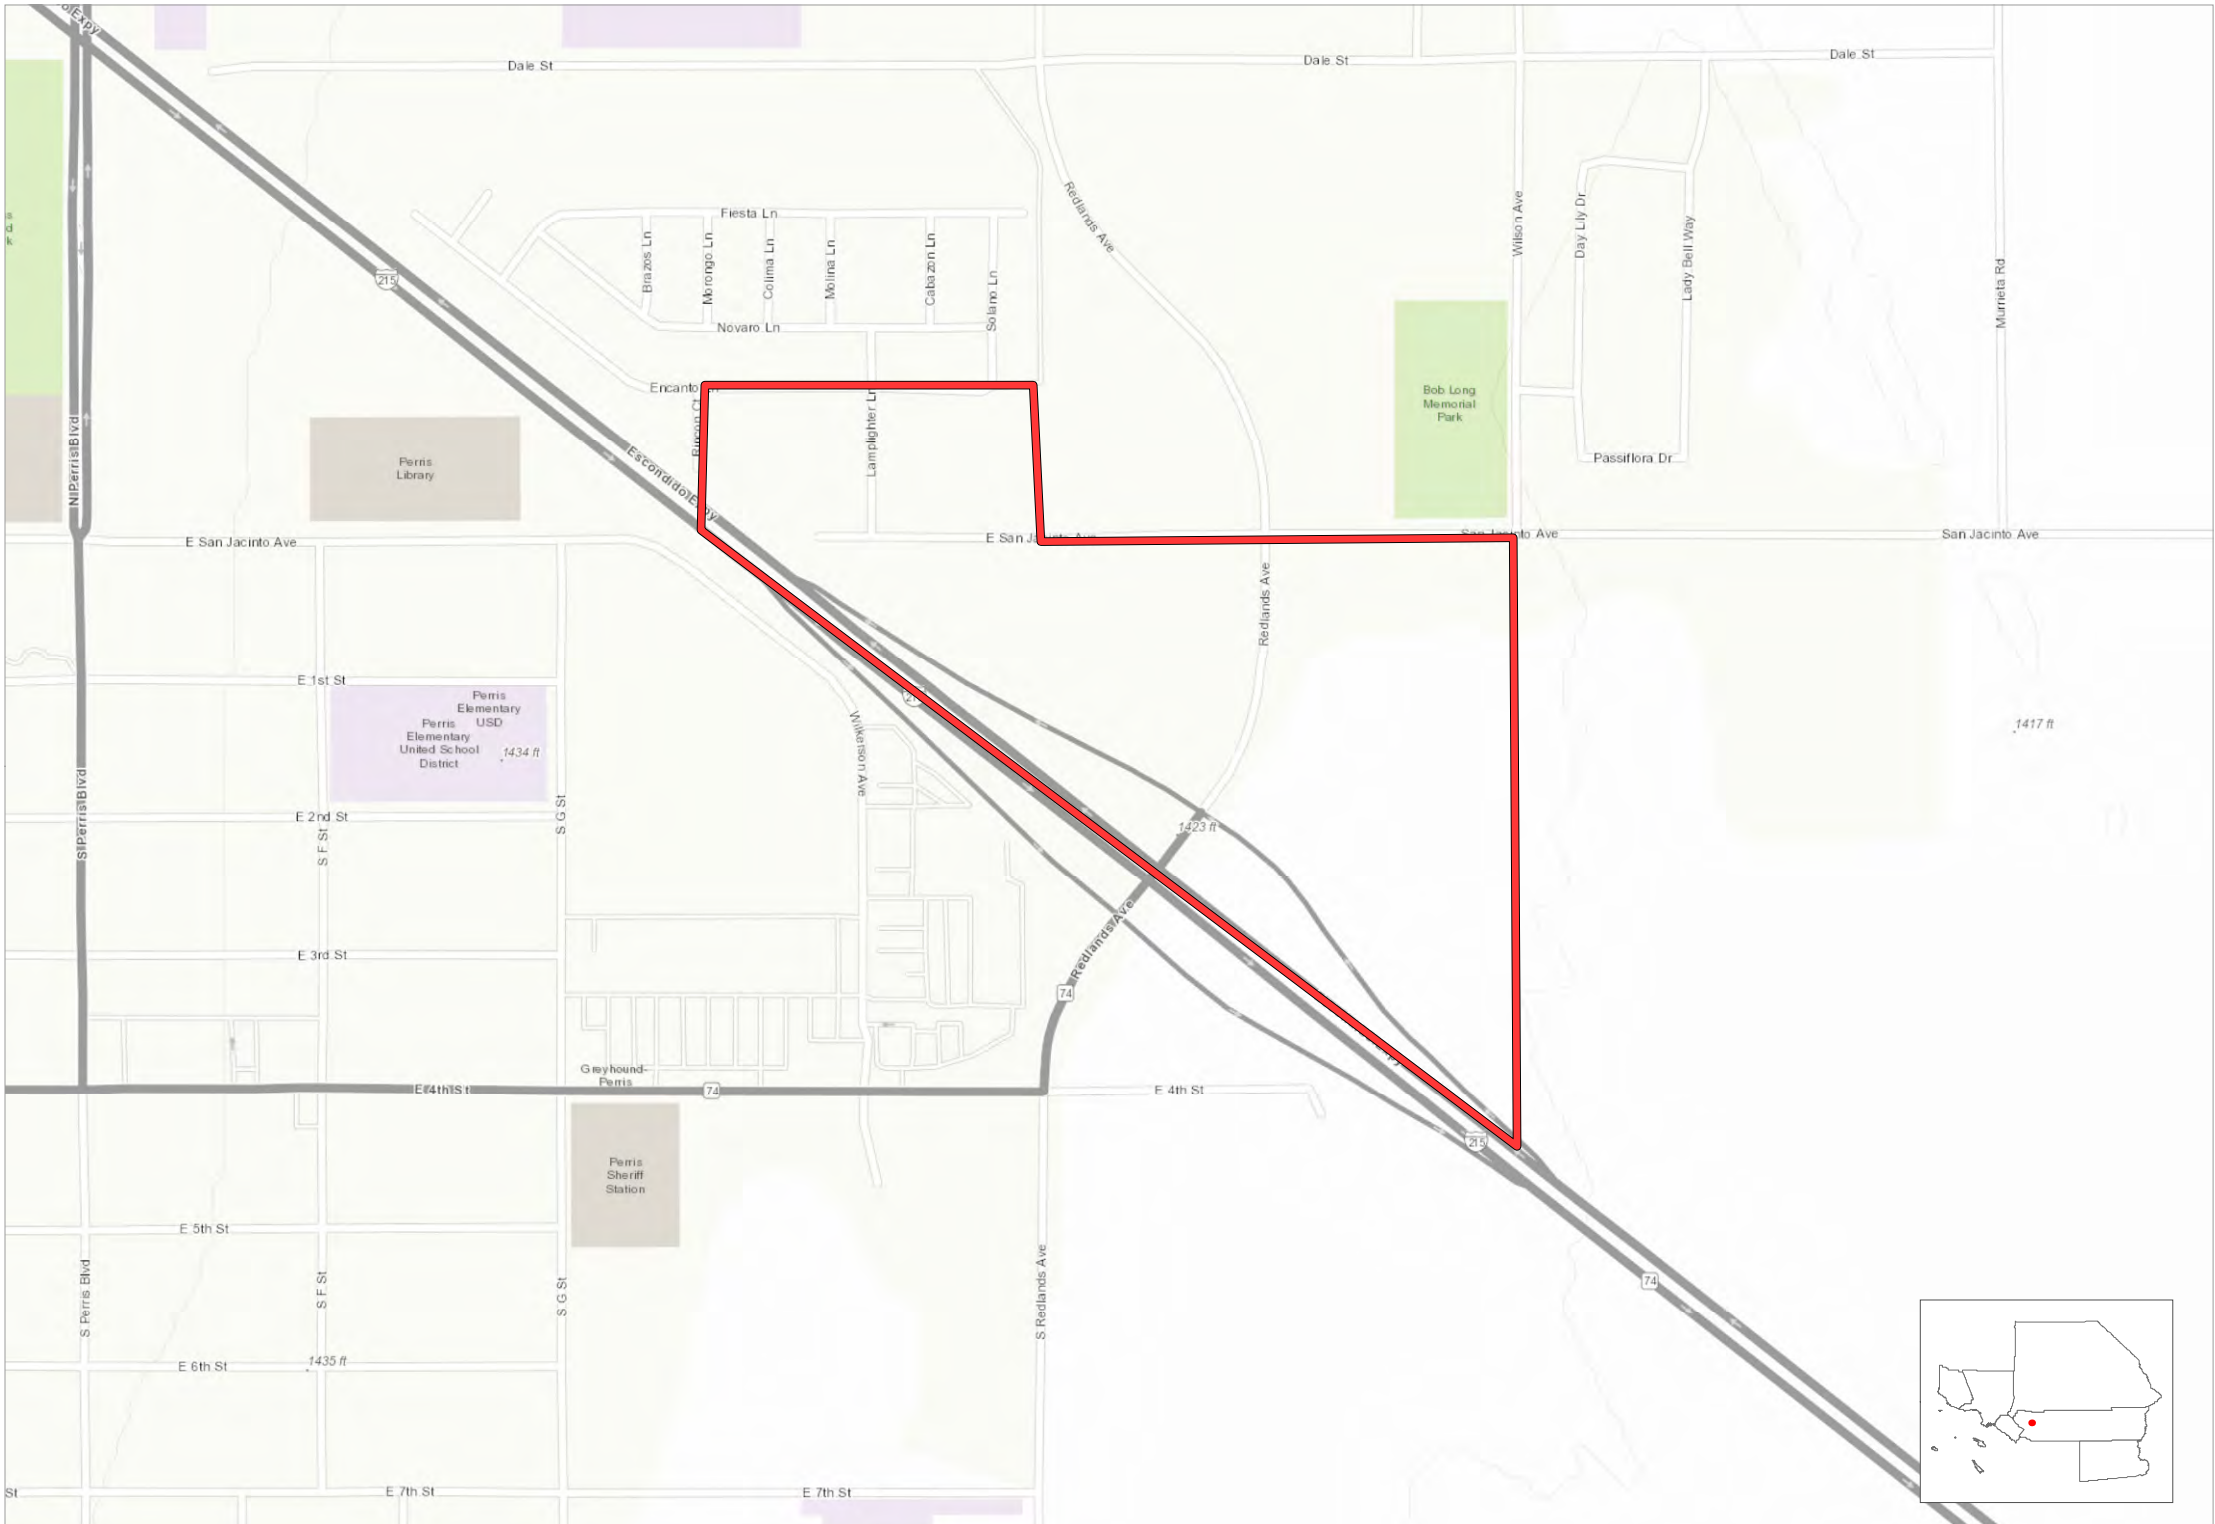 Dale St
Dale St
Dale St
Redlands Ave
Fiesta Ln
Brazos Ln
Morongo Ln
Colima Ln
Molina Ln
Cabazon Ln
Solano Ln
Novaro Ln
Wilson Ave
Day Lily Dr
Lady Bell Way
Murrieta Rd
215
Encanto
Rincon Ct
Lamplighter Ln
Bob Long
Memorial
Park
Passiflora Dr
N Perris Blvd
Perris
Library
Escondido Expy
E San Jacinto Ave
E San Jacinto Ave
San Jacinto Ave
San Jacinto Ave
Redlands Ave
E 1st St
Perris
Elementary
USD
Perris
Elementary
United School
District
1434 ft
Wilkerson Ave
1417 ft
S Perris Blvd
E 2nd St
S F St
S G St
1423 ft
Redlands Ave
E 3rd St
74
Greyhound-
Perris
E 4th St
74
E 4th St
215
Perris
Sheriff
Station
E 5th St
S Perris Blvd
S F St
S G St
S Redlands Ave
74
E 6th St
1435 ft
St
E 7th St
E 7th St